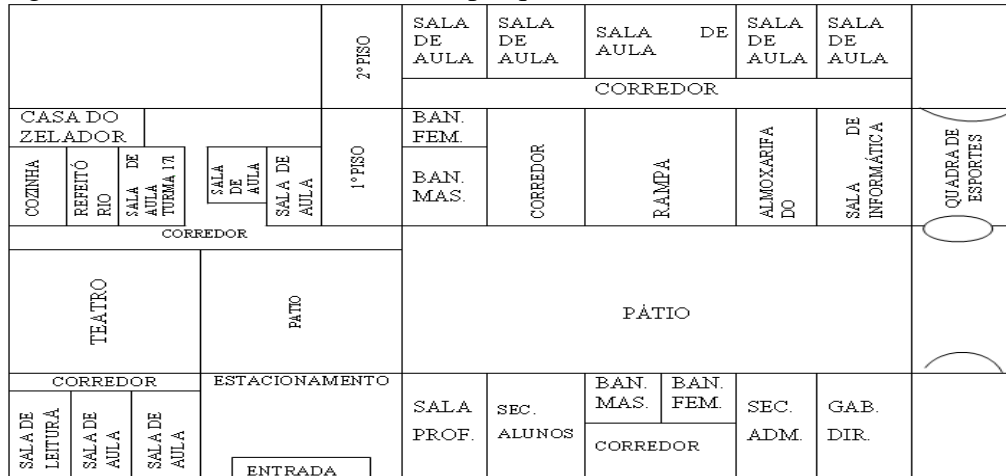 SALA DE AULA
SALA DE AULA
SALA DE AULA
SALA DE AULA
SALA DE AULA
2º PISO
CORREDOR
CASA DO ZELADOR
COZINHA
REFEITÓ RIO
SALA DE AULA TURMA 171
SALA DE AULA
SALA DE AULA
1º PISO
BAN. FEM.
BAN. MAS.
CORREDOR
RAMPA
ALMOXARIFA DO
SALA DE INFORMÁTICA
QUADRA DE ESPORTES
CORREDOR
TEATRO
PATIO
PÁTIO
CORREDOR
ESTACIONAMENTO
SALA DE LEITURA
SALA DE AULA
SALA DE AULA
ENTRADA
SALA PROF.
SEC. ALUNOS
BAN. MAS.
BAN. FEM.
CORREDOR
SEC. ADM.
GAB. DIR.